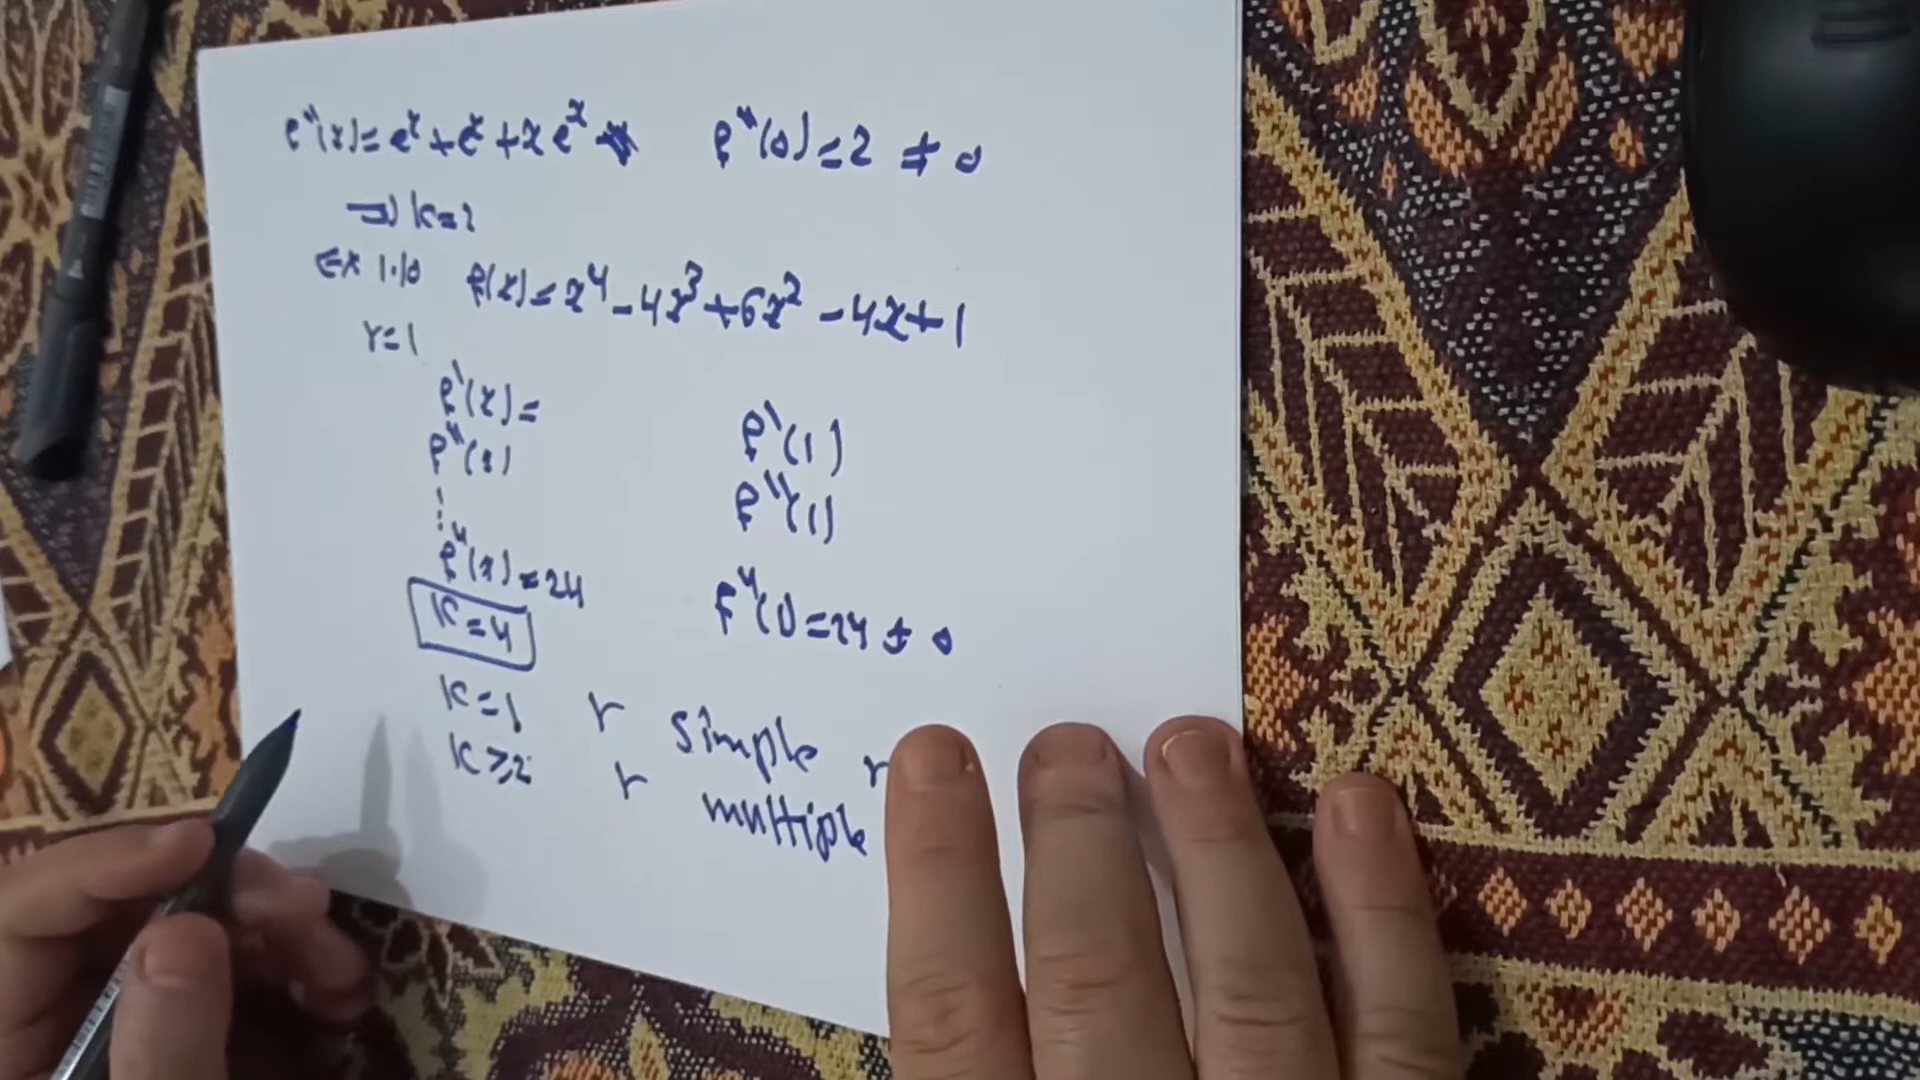 f''(x) = e^x + e^x + x e^x f''(0) = 2 ≠ 0
⇒ k=2
Ex 1.10 f(x) = x^4 - 4x^3 + 6x^2 - 4x + 1
r=1
f'(x) = f'(1)
f''(x) f''(1)
⋮
f^4(x) = 24 f^4(1) = 24 ≠ 0
k=4
k=1 r simple r
k≥2 r multiple